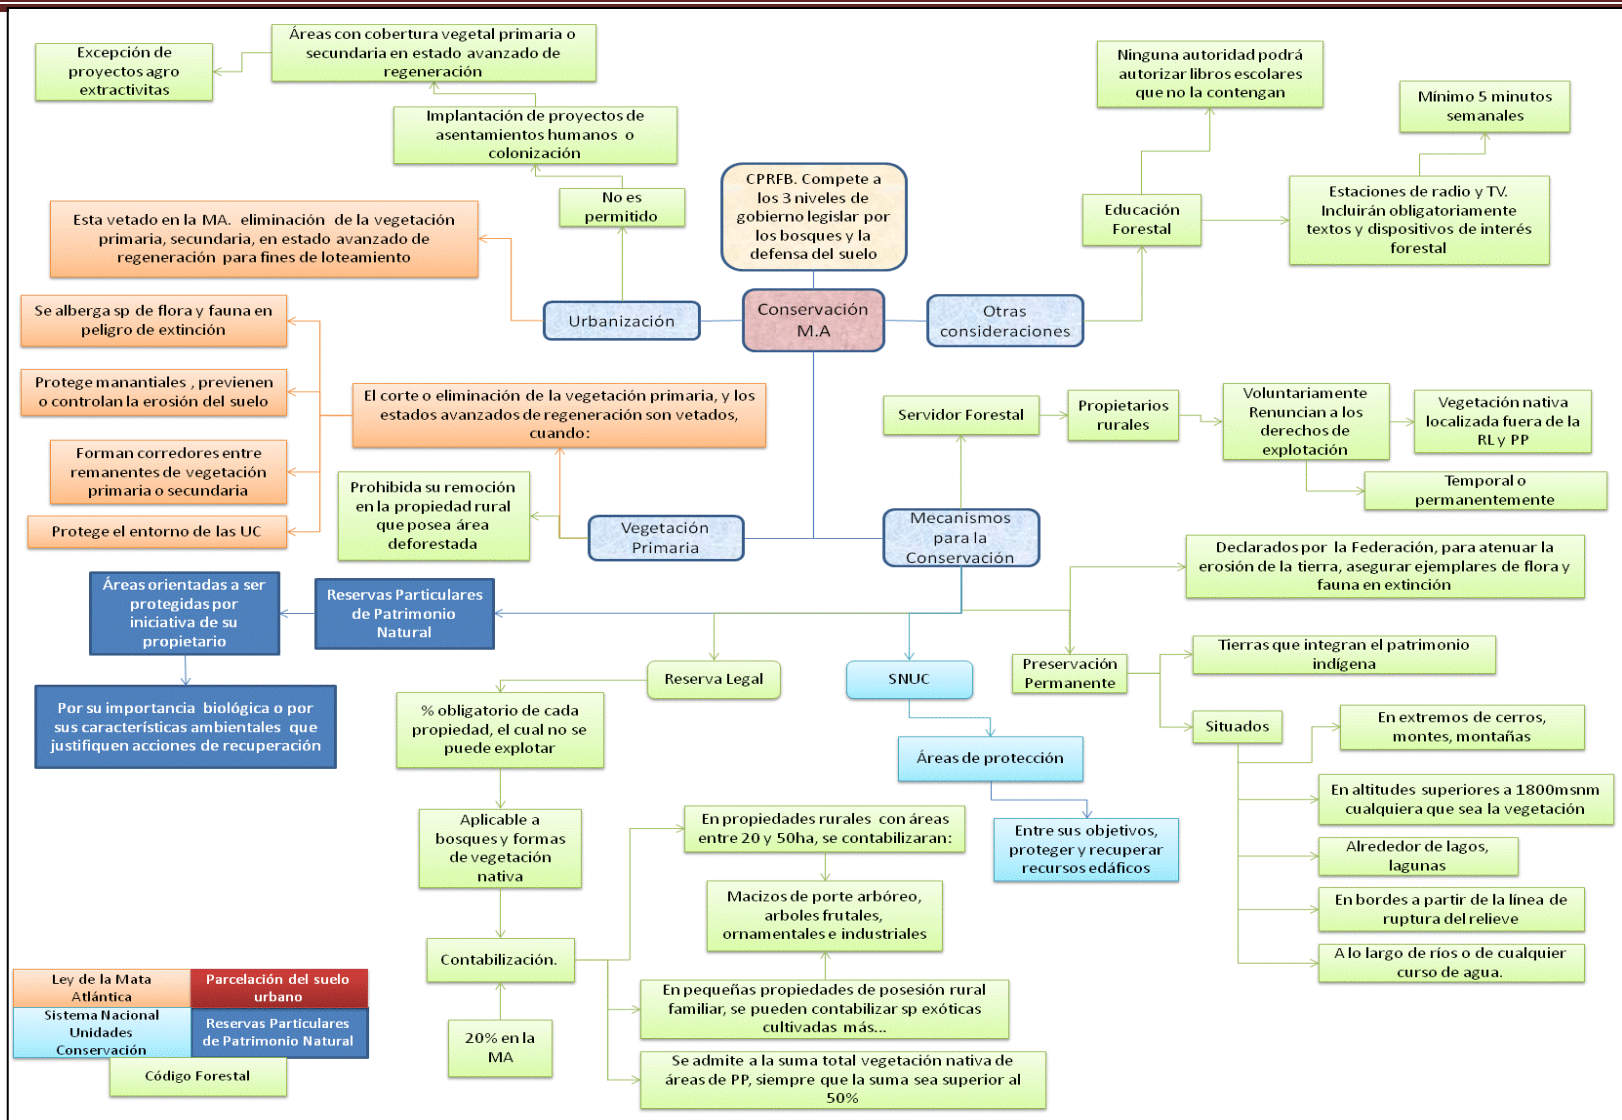 Áreas con cobertura vegetal primaria o
secundaria en estado avanzado de
regeneración
Excepción de
proyectos agro
extractivitas
Implantación de proyectos de
asentamientos humanos o
colonización
No es
permitido
Esta vetado en la MA. eliminación de la vegetación
primaria, secundaria, en estado avanzado de
regeneración para fines de loteamiento
CPRFB. Compete a
los 3 niveles de
gobierno legislar por
los bosques y la
defensa del suelo
Ninguna autoridad podrá
autorizar libros escolares
que no la contengan
Mínimo 5 minutos
semanales
Educación
Forestal
Estaciones de radio y TV.
Incluirán obligatoriamente
textos y dispositivos de interés
forestal
Urbanización
Conservación
M.A
Otras
consideraciones
Se alberga sp de flora y fauna en
peligro de extinción
Protege manantiales , previenen
o controlan la erosión del suelo
Forman corredores entre
remanentes de vegetación
primaria o secundaria
Protege el entorno de las UC
El corte o eliminación de la vegetación primaria, y los
estados avanzados de regeneración son vetados,
cuando:
Prohibida su remoción
en la propiedad rural
que posea área
deforestada
Vegetación
Primaria
Servidor Forestal
Propietarios
rurales
Voluntariamente
Renuncian a los
derechos de
explotación
Vegetación nativa
localizada fuera de la
RL y PP
Temporal o
permanentemente
Mecanismos
para la
Conservación
Declarados por la Federación, para atenuar la
erosión de la tierra, asegurar ejemplares de flora y
fauna en extinción
Áreas orientadas a ser
protegidas por
iniciativa de su
propietario
Reservas Particulares
de Patrimonio
Natural
Por su importancia biológica o por
sus características ambientales que
justifiquen acciones de recuperación
Reserva Legal
SNUC
Preservación
Permanente
Tierras que integran el patrimonio
indígena
Situados
En extremos de cerros,
montes, montañas
En altitudes superiores a 1800msnm
cualquiera que sea la vegetación
Alrededor de lagos,
lagunas
En bordes a partir de la línea de
ruptura del relieve
A lo largo de ríos o de cualquier
curso de agua.
% obligatorio de cada
propiedad, el cual no se
puede explotar
Áreas de protección
Entre sus objetivos,
proteger y recuperar
recursos edáficos
Aplicable a
bosques y formas
de vegetación
nativa
En propiedades rurales con áreas
entre 20 y 50ha, se contabilizaran:
Macizos de porte arbóreo,
arboles frutales,
ornamentales e industriales
Contabilización.
En pequeñas propiedades de posesión rural
familiar, se pueden contabilizar sp exóticas
cultivadas más...
20% en la
MA
Se admite a la suma total vegetación nativa de
áreas de PP, siempre que la suma sea superior al
50%
Ley de la Mata
Atlántica
Parcelación del suelo
urbano
Sistema Nacional
Unidades
Conservación
Reservas Particulares
de Patrimonio Natural
Código Forestal